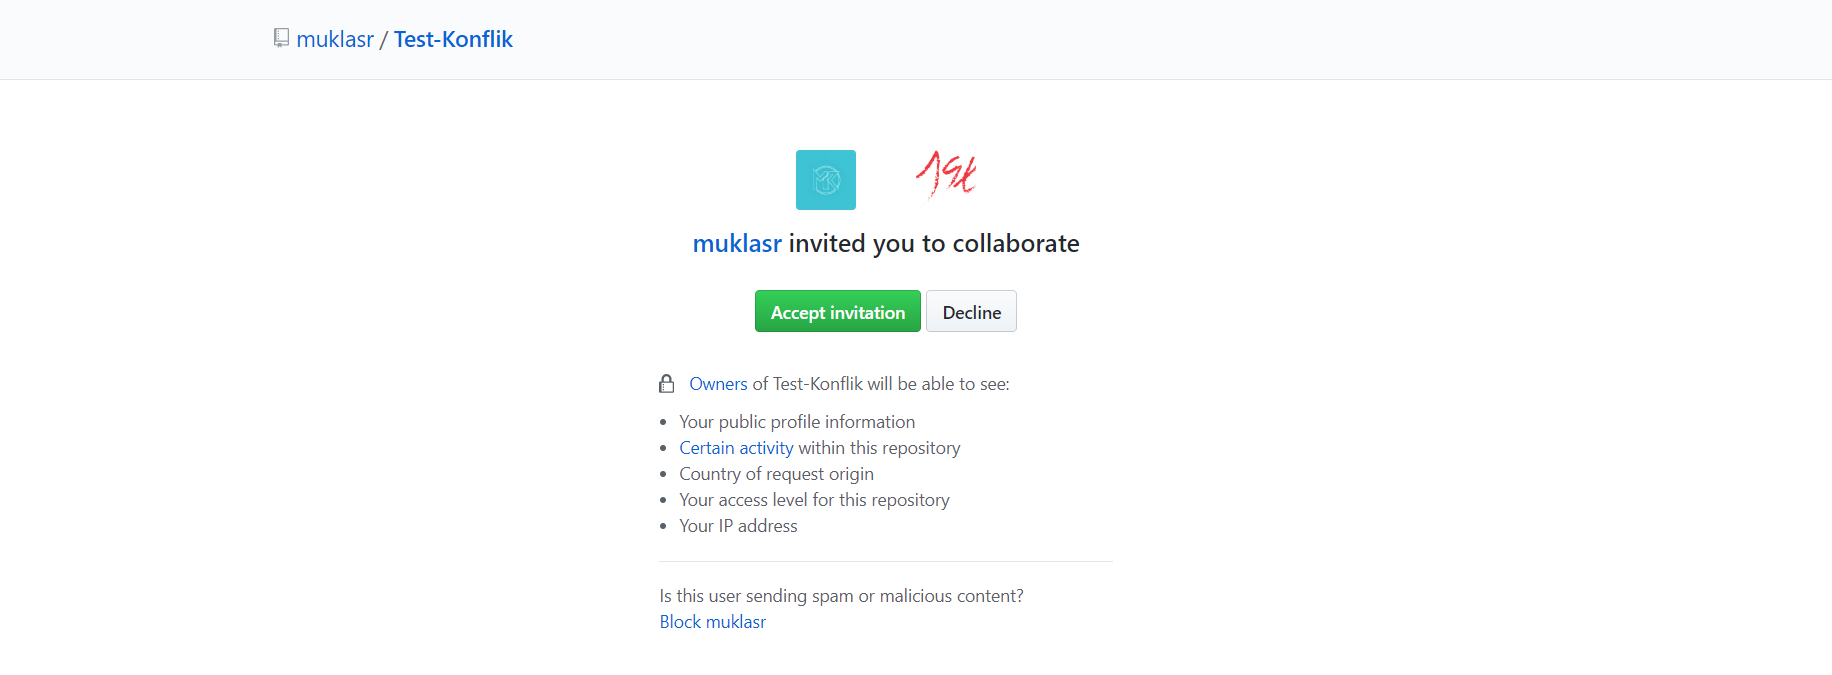 muklasr / Test-Konflik
muklasr invited you to collaborate
Accept invitation
Decline
Owners of Test-Konflik will be able to see:
• Your public profile information
• Certain activity within this repository
• Country of request origin
• Your access level for this repository
• Your IP address
Is this user sending spam or malicious content?
Block muklasr